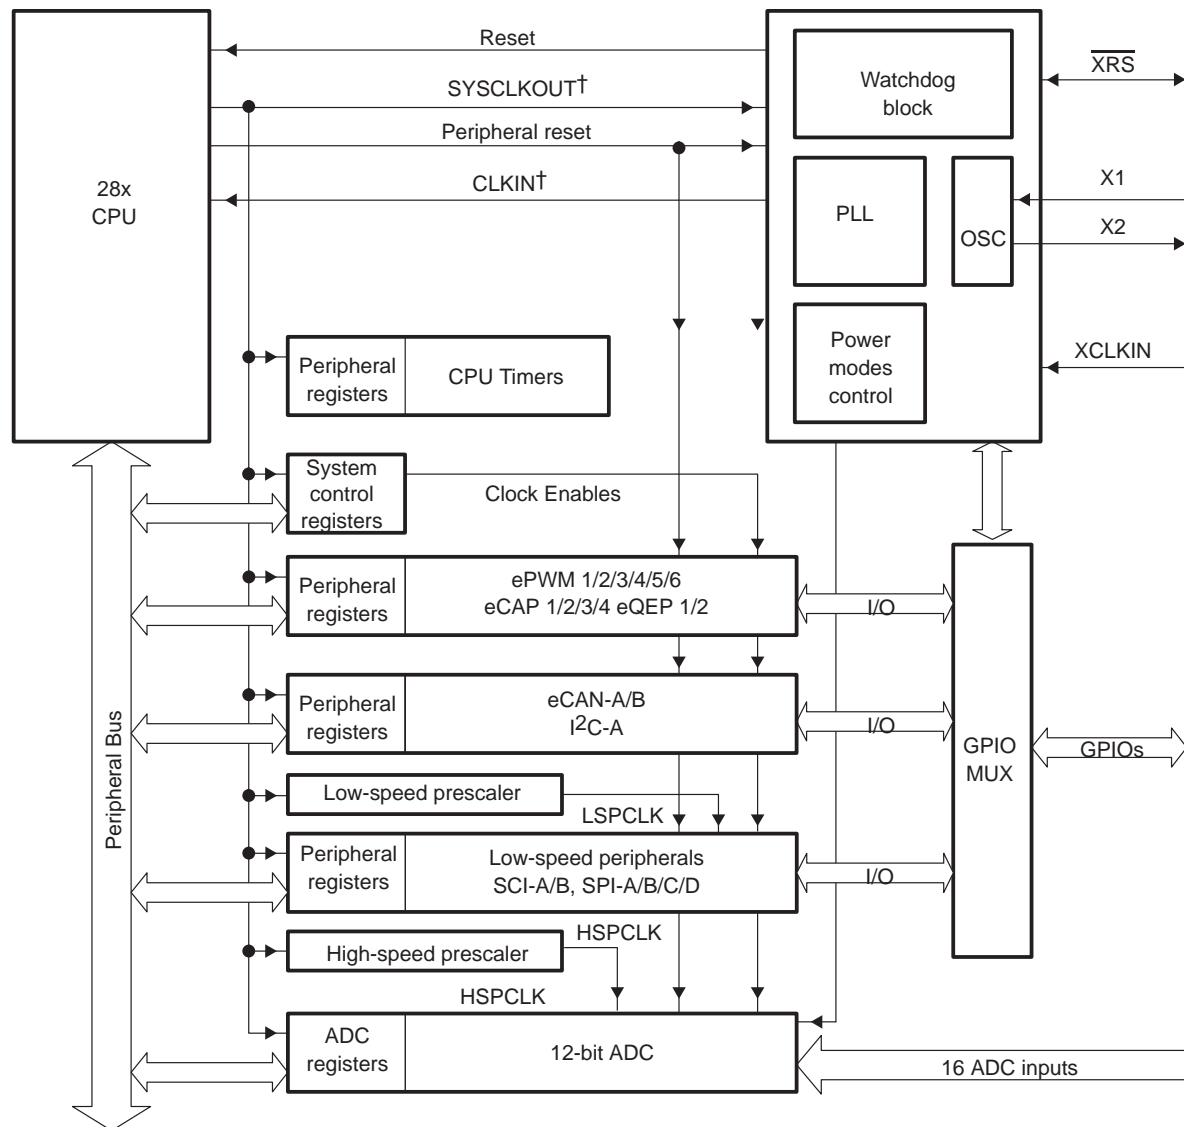 Reset
SYSCLKOUT†
Peripheral reset
CLKIN†
28x
CPU
Watchdog
block
PLL
OSC
Power
modes
control
XRS
X1
X2
XCLKIN
Peripheral
registers
CPU Timers
System
control
registers
Clock Enables
Peripheral
registers
ePWM 1/2/3/4/5/6
eCAP 1/2/3/4 eQEP 1/2
I/O
Peripheral
registers
eCAN-A/B
I2C-A
I/O
GPIO
MUX
GPIOs
Peripheral Bus
Low-speed prescaler
LSPCLK
Peripheral
registers
Low-speed peripherals
SCI-A/B, SPI-A/B/C/D
I/O
High-speed prescaler
HSPCLK
HSPCLK
ADC
registers
12-bit ADC
16 ADC inputs